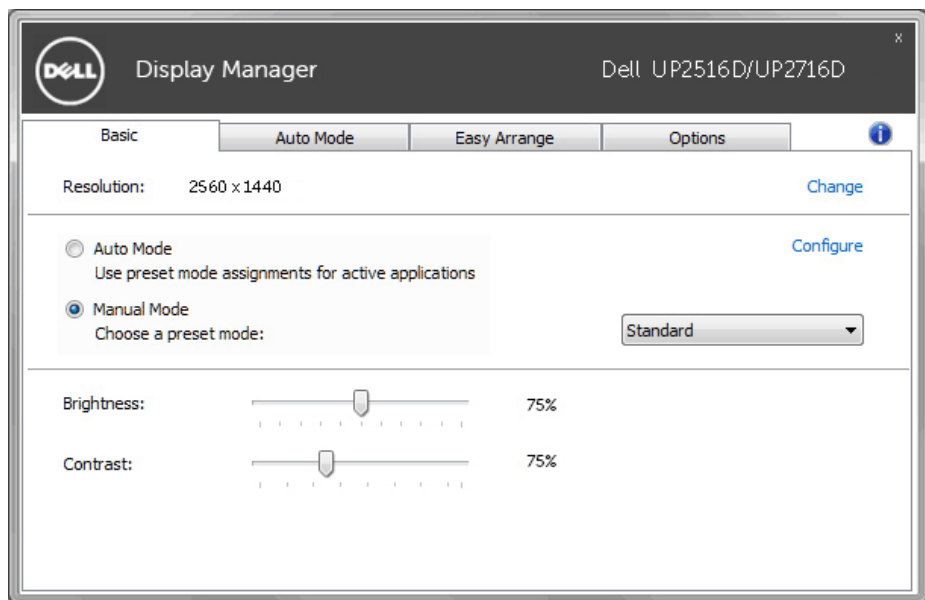 x
DELL Display Manager Dell UP2516D/UP2716D
Basic Auto Mode Easy Arrange Options i
Resolution: 2560 x 1440 Change
Auto Mode Configure
Use preset mode assignments for active applications
Manual Mode
Choose a preset mode: Standard
Brightness: 75%
Contrast: 75%